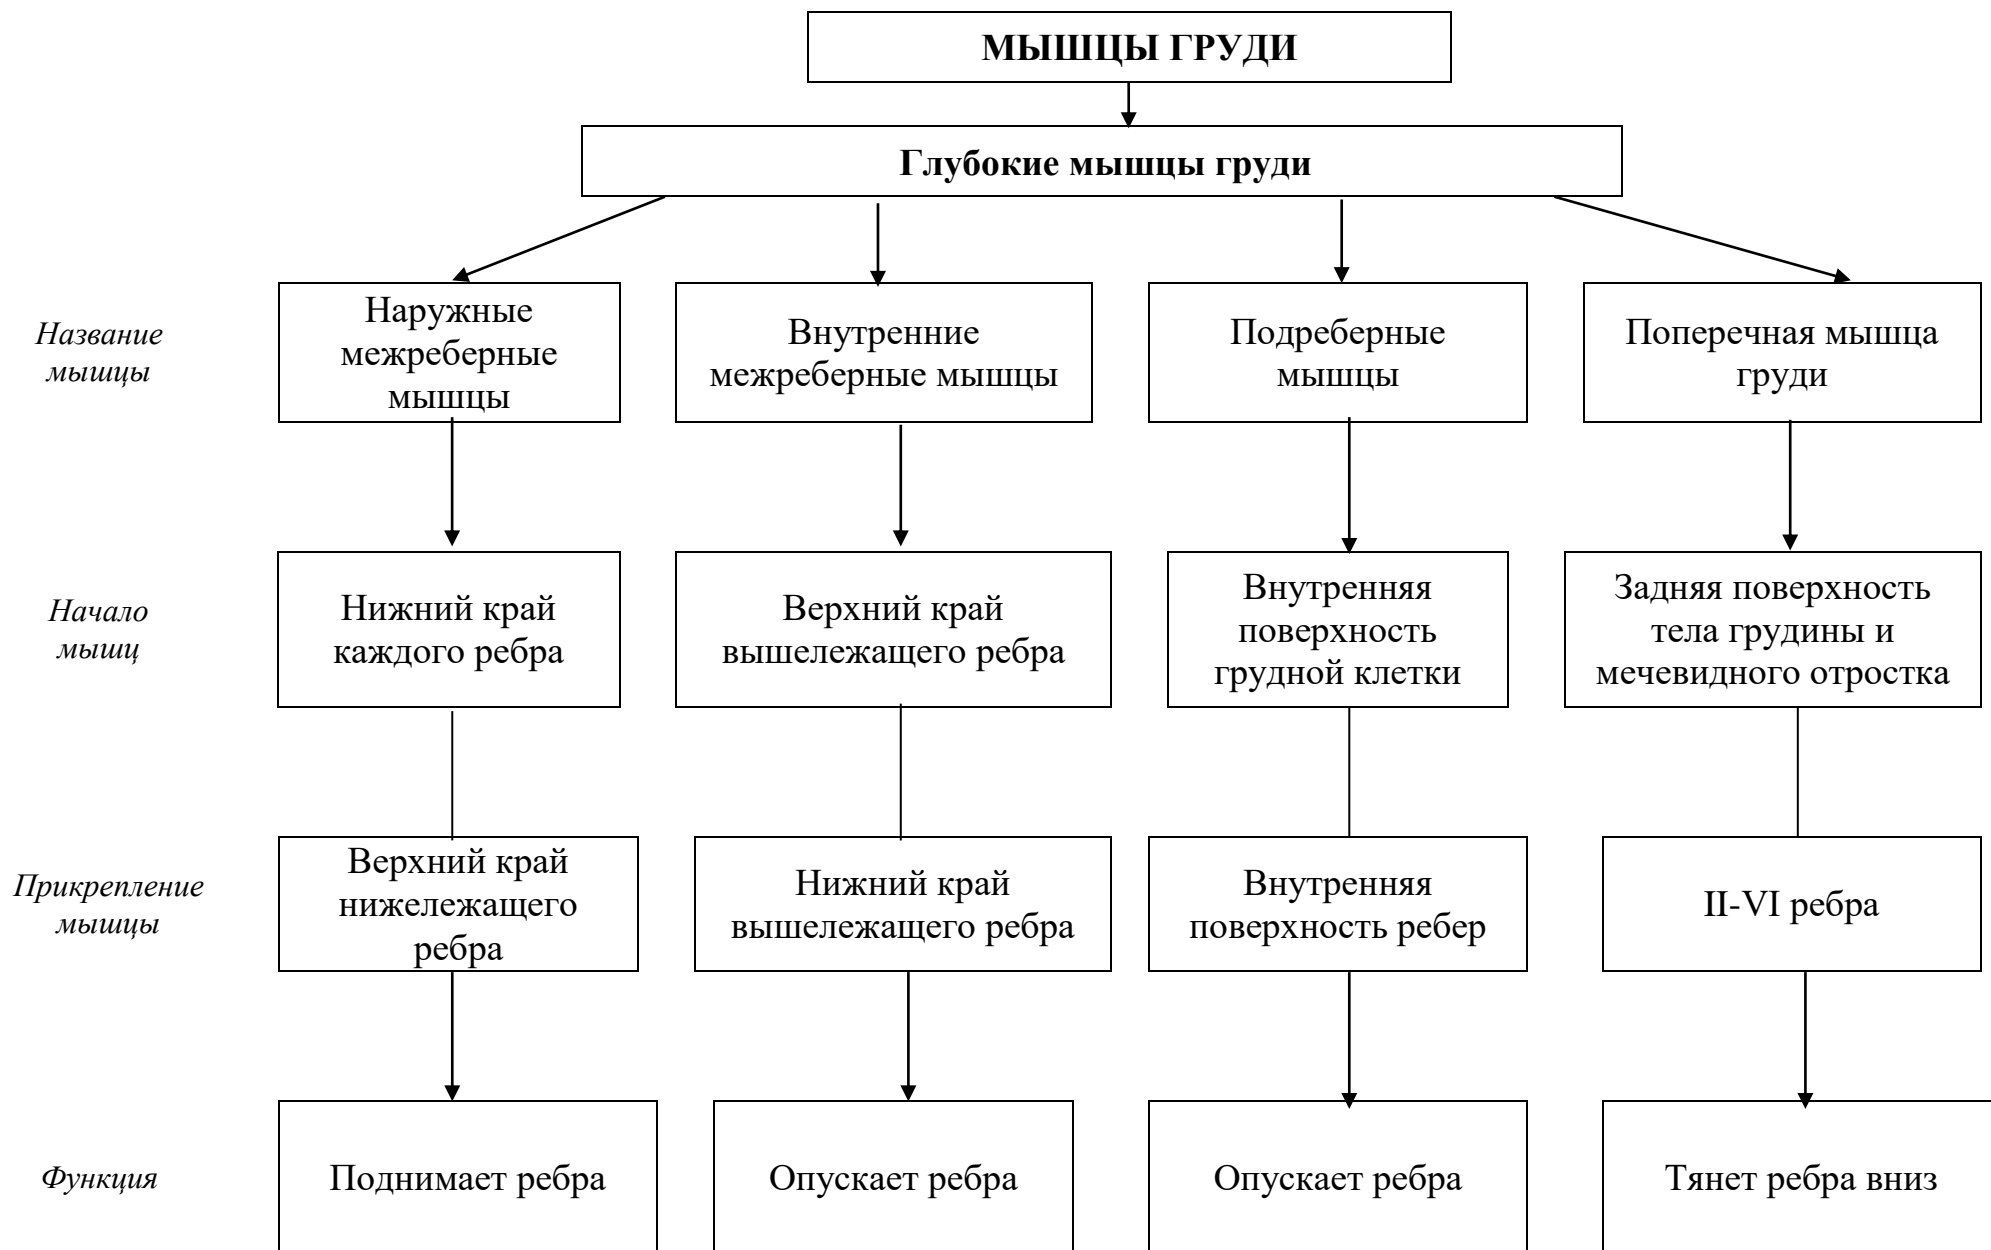 МЫШЦЫ ГРУДИ
Глубокие мышцы груди
Название
мышцы
Наружные
межреберные
мышцы
Внутренние
межреберные мышцы
Подреберные
мышцы
Поперечная мышца
груди
Начало
мышц
Нижний край
каждого ребра
Верхний край
вышележащего ребра
Внутренняя
поверхность
грудной клетки
Задняя поверхность
тела грудины и
мечевидного отростка
Прикрепление
мышцы
Верхний край
нижележащего
ребра
Нижний край
вышележащего ребра
Внутренняя
поверхность ребер
II-VI ребра
Функция
Поднимает ребра
Опускает ребра
Опускает ребра
Тянет ребра вниз